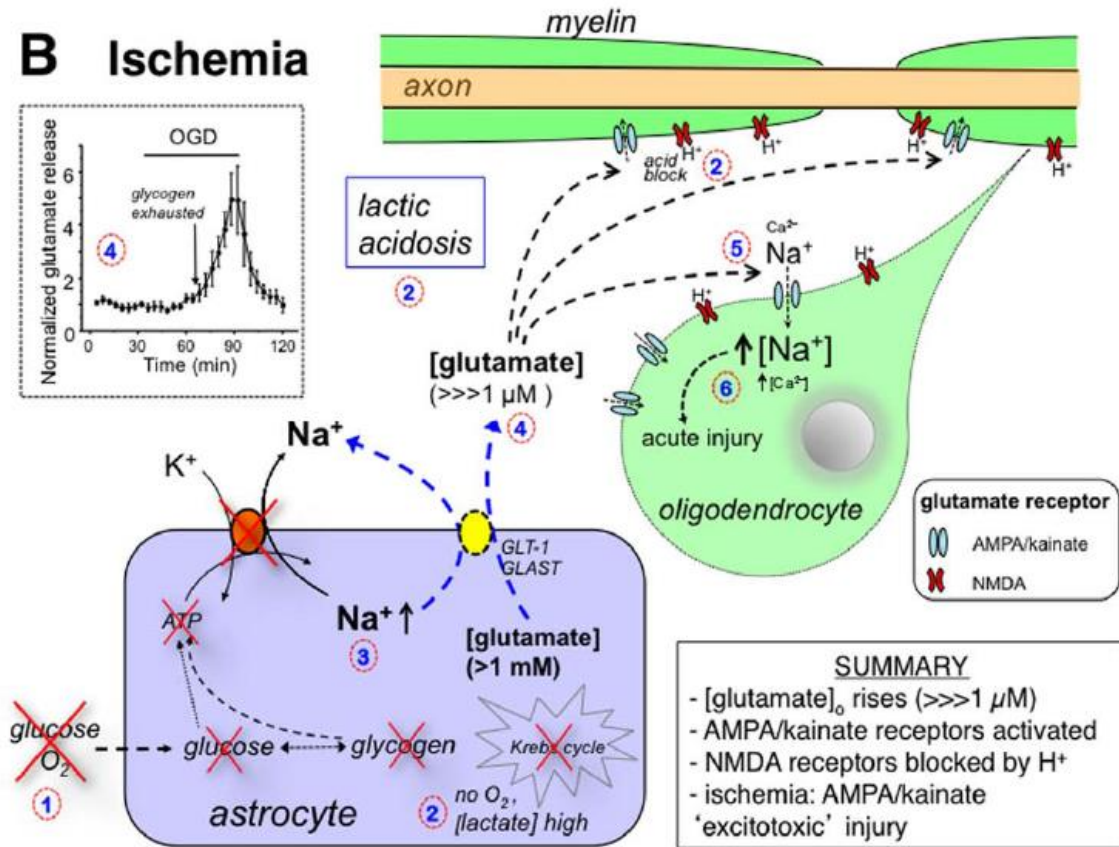 B Ischemia
myelin
axon
OGD
glycogen
exhausted
Normalized glutamate release
6
4
2
0
0 30 60 90 120
Time (min)
4
lactic
acidosis
2
acid
block
2
H+
H+
H+
H+
5
Ca2-
Na+
H+
H+
[Na+]
[Ca2-]
6
acute injury
oligodendrocyte
[glutamate]
(>>>1 µM )
4
glutamate receptor
AMPA/kainate
NMDA
Na+
K+
GLT-1
GLAST
ATP
Na+
3
[glutamate]
(>1 mM)
glucose
O2
1
glucose
glycogen
Krebs cycle
astrocyte
2
no O2,
[lactate] high
SUMMARY
- [glutamate]o rises (>>>1 µM)
- AMPA/kainate receptors activated
- NMDA receptors blocked by H+
- ischemia: AMPA/kainate
‘excitotoxic’ injury